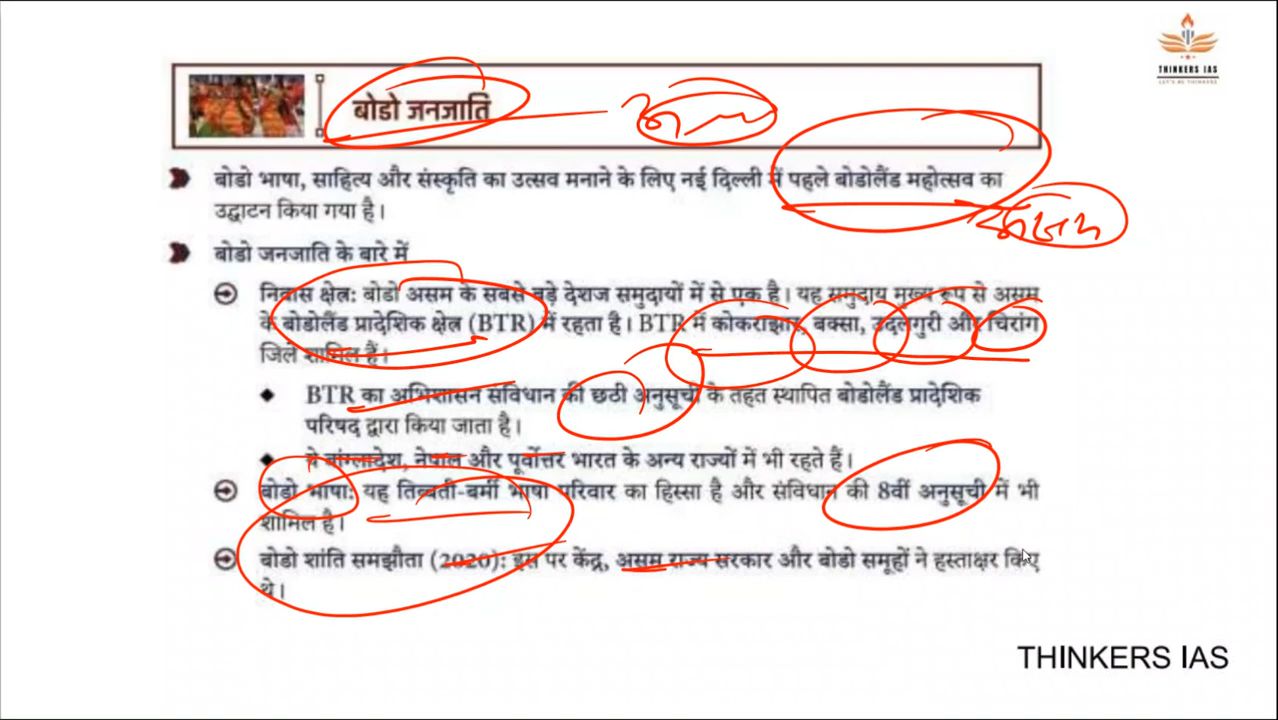 THINKERS IAS
LET'S BE THINKERS
बोडो जनजाति
बोडो भाषा, साहित्य और संस्कृति का उत्सव मनाने के लिए नई दिल्ली में पहले बोडोलैंड महोत्सव का
उद्घाटन किया गया है।
बोडो जनजाति के बारे में
निवास क्षेत्र: बोडो असम के सबसे बड़े देशज समुदायों में से एक है। यह समुदाय मुख्य रूप से असम
के बोडोलैंड प्रादेशिक क्षेत्र (BTR) में रहता है। BTR में कोकराझार, बक्सा, उदलगुरी और चिरांग
जिले शामिल हैं।
BTR का अभिशासन संविधान की छठी अनुसूची के तहत स्थापित बोडोलैंड प्रादेशिक
परिषद द्वारा किया जाता है।
ये बांग्लादेश, नेपाल और पूर्वोत्तर भारत के अन्य राज्यों में भी रहते हैं।
बोडो भाषा: यह तिब्बती-बर्मी भाषा परिवार का हिस्सा है और संविधान की 8वीं अनुसूची में भी
शामिल है।
बोडो शांति समझौता (2020): इस पर केंद्र, असम राज्य सरकार और बोडो समूहों ने हस्ताक्षर किए
थे।
THINKERS IAS